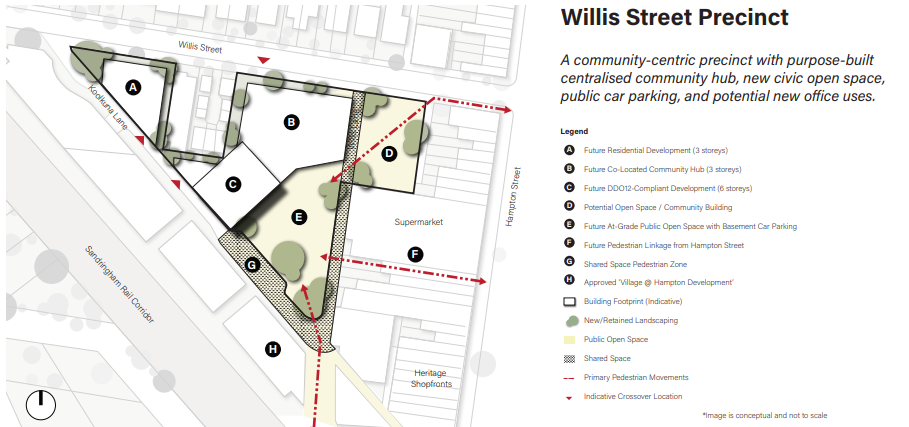 Willis Street Precinct
A community-centric precinct with purpose-built
centralised community hub, new civic open space,
public car parking, and potential new office uses.
Legend
A Future Residential Development (3 storeys)
B Future Co-Located Community Hub (3 storeys)
C Future DDO12-Compliant Development (6 storeys)
D Potential Open Space / Community Building
E Future At-Grade Public Open Space with Basement Car Parking
F Future Pedestrian Linkage from Hampton Street
G Shared Space Pedestrian Zone
H Approved 'Village @ Hampton Development'
Building Footprint (Indicative)
New/Retained Landscaping
Public Open Space
Shared Space
Primary Pedestrian Movements
Indicative Crossover Location
*Image is conceptual and not to scale
Willis Street
Koolkuna Lane
A
B
C
D
E
Hampton Street
Supermarket
F
G
Sandringham Rail Corridor
H
Heritage
Shopfronts